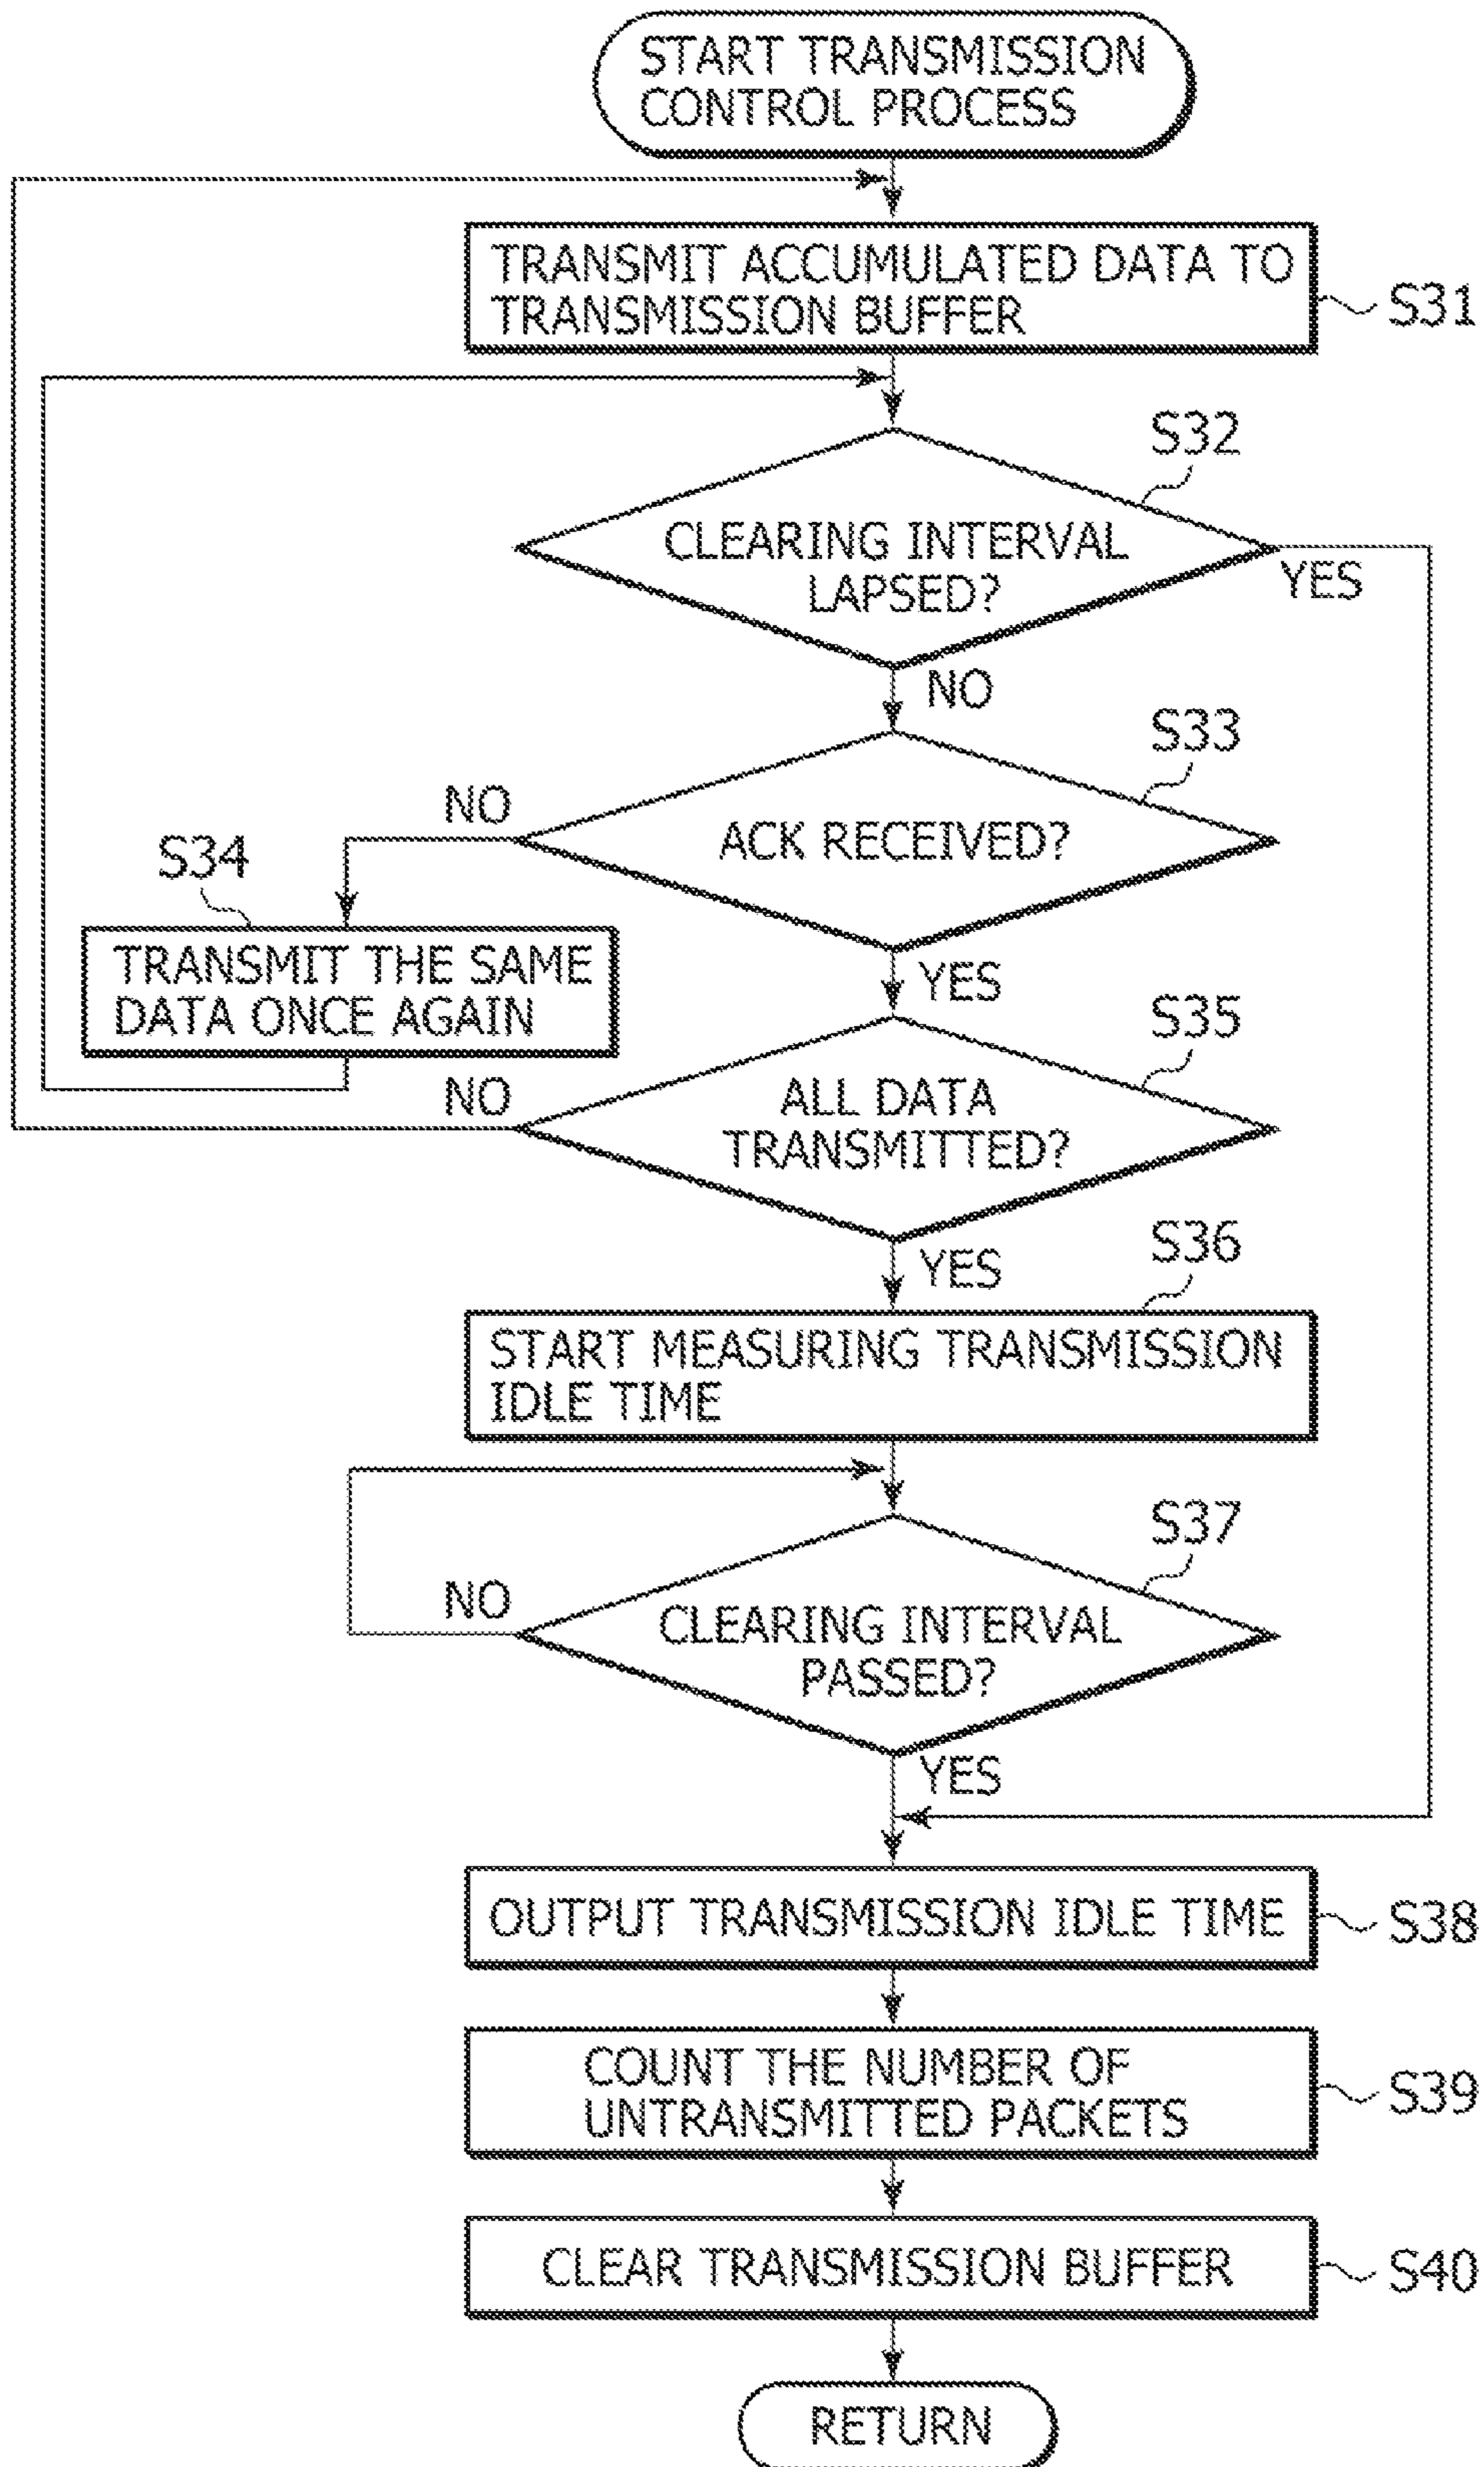 START TRANSMISSION
CONTROL PROCESS
TRANSMIT ACCUMULATED DATA TO
TRANSMISSION BUFFER
S31
S32
CLEARING INTERVAL
LAPSED?
YES
NO
S33
NO
ACK RECEIVED?
S34
TRANSMIT THE SAME
DATA ONCE AGAIN
YES
S35
NO
ALL DATA
TRANSMITTED?
YES
S36
START MEASURING TRANSMISSION
IDLE TIME
S37
NO
CLEARING INTERVAL
PASSED?
YES
OUTPUT TRANSMISSION IDLE TIME
S38
COUNT THE NUMBER OF
UNTRANSMITTED PACKETS
S39
CLEAR TRANSMISSION BUFFER
S40
RETURN